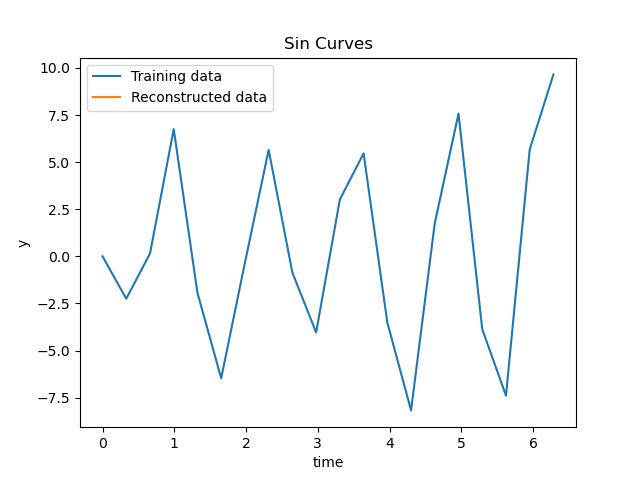 Sin Curves
Training data
Reconstructed data
10.0
7.5
5.0
2.5
0.0
−2.5
−5.0
−7.5
y
0 1 2 3 4 5 6
time